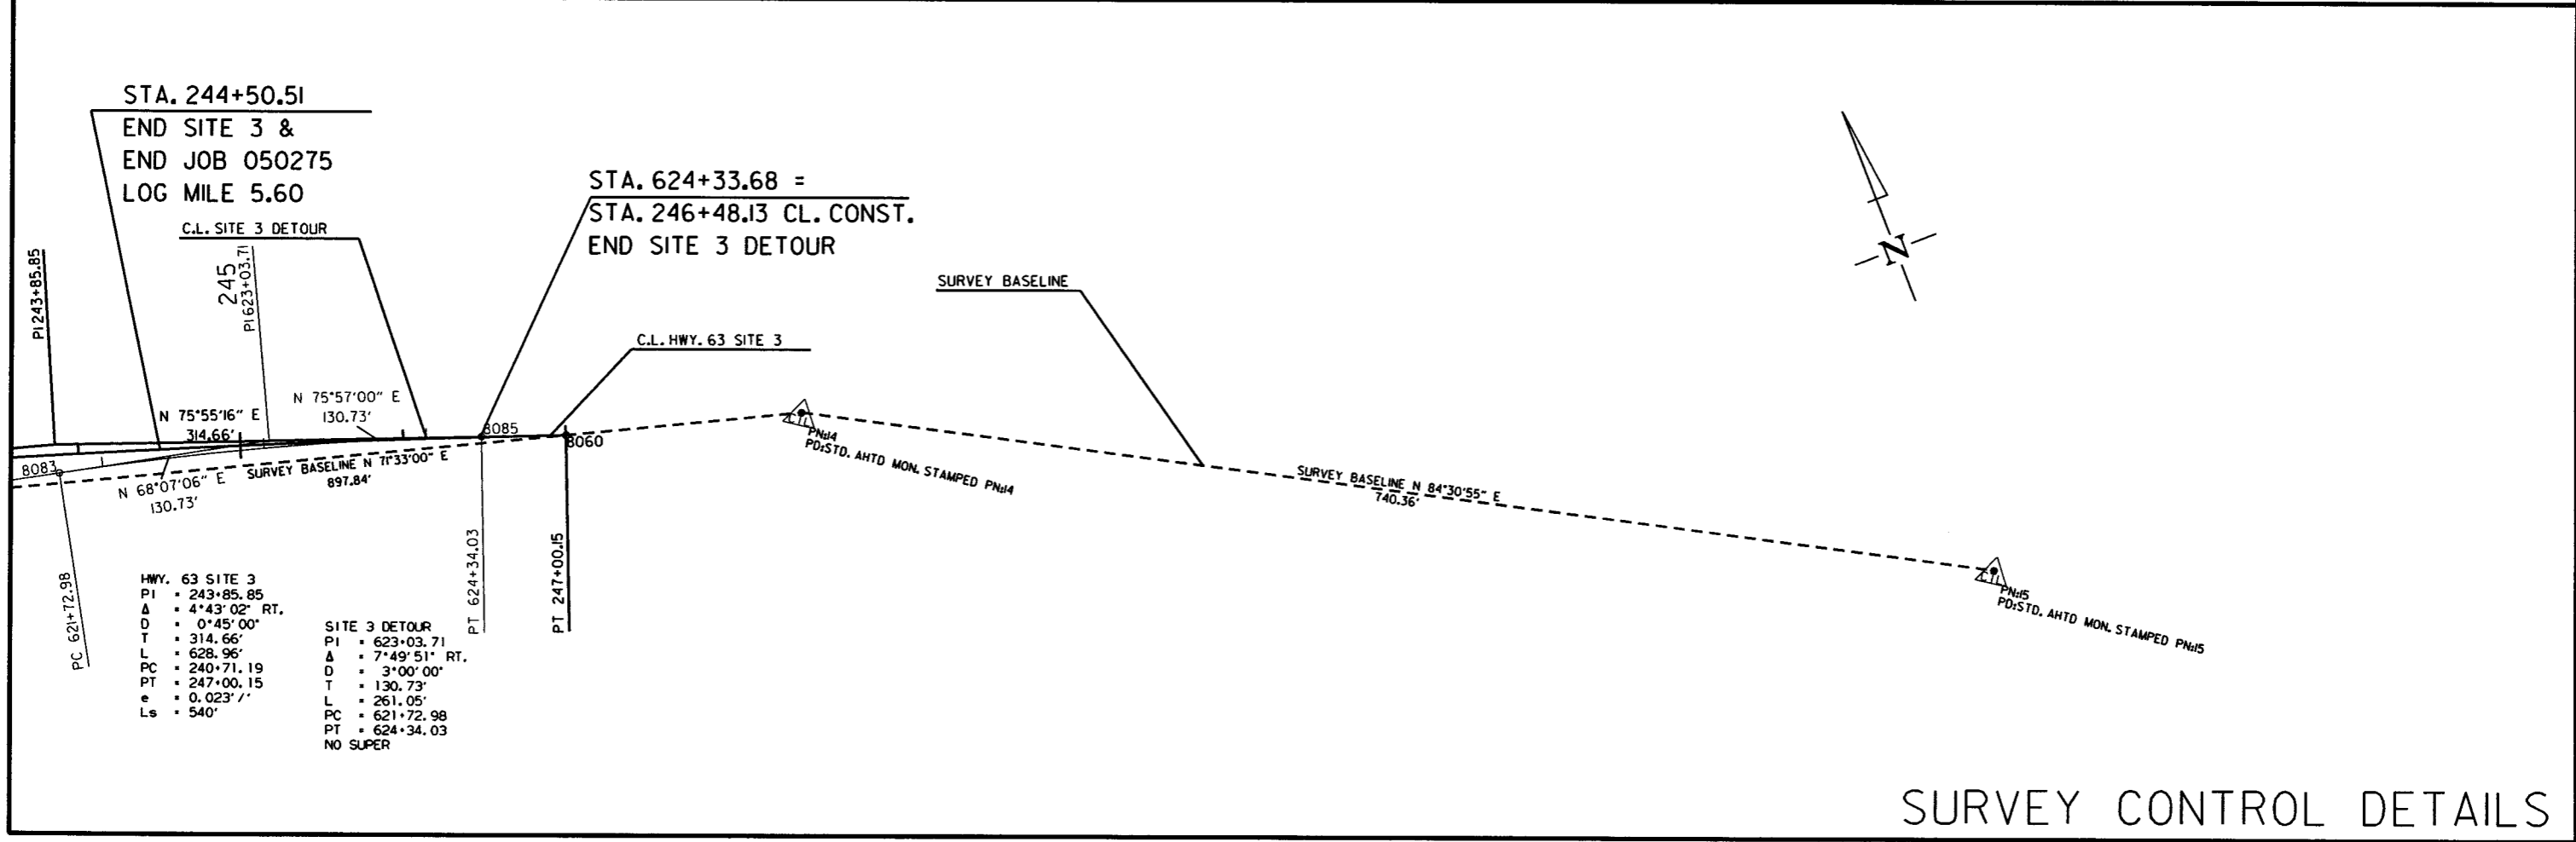 STA. 244+50.51
END SITE 3 &
END JOB 050275
LOG MILE 5.60
C.L. SITE 3 DETOUR
PI 243+85.85
245
PI 623+03.71
STA. 624+33.68 =
STA. 246+48.13 CL. CONST.
END SITE 3 DETOUR
SURVEY BASELINE
C.L. HWY. 63 SITE 3
N
N 75°55'16" E
314.66'
N 75°57'00" E
130.73'
8085
8060
8083
N 68°07'06" E
130.73'
SURVEY BASELINE N 71°33'00" E
897.84'
CTL
PN:14
PD:STD. AHTD MON. STAMPED PN:14
SURVEY BASELINE N 84°30'55" E
740.36'
CTL
PN:15
PD:STD. AHTD MON. STAMPED PN:15
PC 621+72.98
PT 624+34.03
PT 247+00.15
HWY. 63 SITE 3
PI = 243+85.85
Δ = 4°43'02" RT.
D = 0°45'00"
T = 314.66'
L = 628.96'
PC = 240+71.19
PT = 247+00.15
e = 0.023'/'
Ls = 540'
SITE 3 DETOUR
PI = 623+03.71
Δ = 7°49'51" RT.
D = 3°00'00"
T = 130.73'
L = 261.05'
PC = 621+72.98
PT = 624+34.03
NO SUPER
SURVEY CONTROL DETAILS